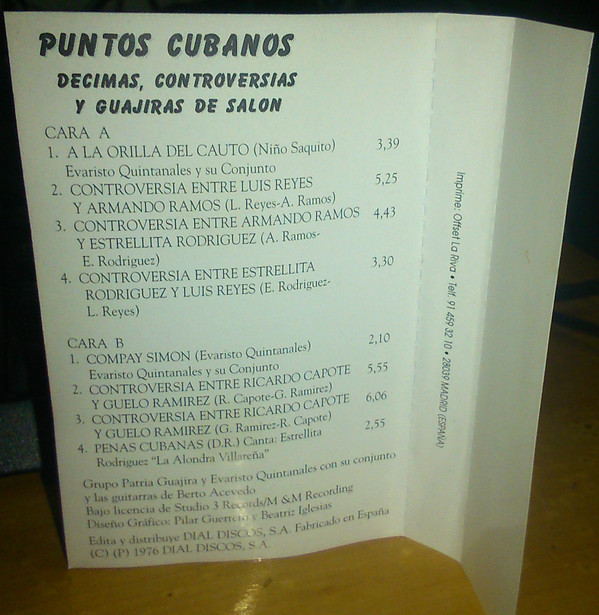 PUNTOS CUBANOS
DECIMAS, CONTROVERSIAS
Y GUAJIRAS DE SALON
CARA A
1. A LA ORILLA DEL CAUTO (Niño Saquito) 3,39
Evaristo Quintanales y su Conjunto
2. CONTROVERSIA ENTRE LUIS REYES 5,25
Y ARMANDO RAMOS (L. Reyes-A. Ramos)
3. CONTROVERSIA ENTRE ARMANDO RAMOS 4,43
Y ESTRELLITA RODRIGUEZ (A. Ramos-
E. Rodriguez)
4. CONTROVERSIA ENTRE ESTRELLITA 3,30
RODRIGUEZ Y LUIS REYES (E. Rodriguez-
L. Reyes)
CARA B
1. COMPAY SIMON (Evaristo Quintanales) 2,10
Evaristo Quintanales y su Conjunto
2. CONTROVERSIA ENTRE RICARDO CAPOTE 5,55
Y GUELO RAMIREZ (R. Capote-G. Ramirez)
3. CONTROVERSIA ENTRE RICARDO CAPOTE 6,06
Y GUELO RAMIREZ (G. Ramirez-R. Capote)
4. PENAS CUBANAS (D.R.) Canta: Estrellita 2,55
Rodriguez "La Alondra Villareña"
Grupo Patria Guajira y Evaristo Quintanales con su conjunto
y las guitarras de Berto Acevedo
Bajo licencia de Studio 3 Records/M &M Recording
Diseño Gráfico: Pilar Guerrero y Beatriz Iglesias
Edita y distribuye DIAL DISCOS, S.A. Fabricado en España
(C) (P) 1976 DIAL DISCOS, S.A.
Imprime: Offset La Riva • Telf. 91 459 32 10 • 28039 MADRID (ESPAÑA)